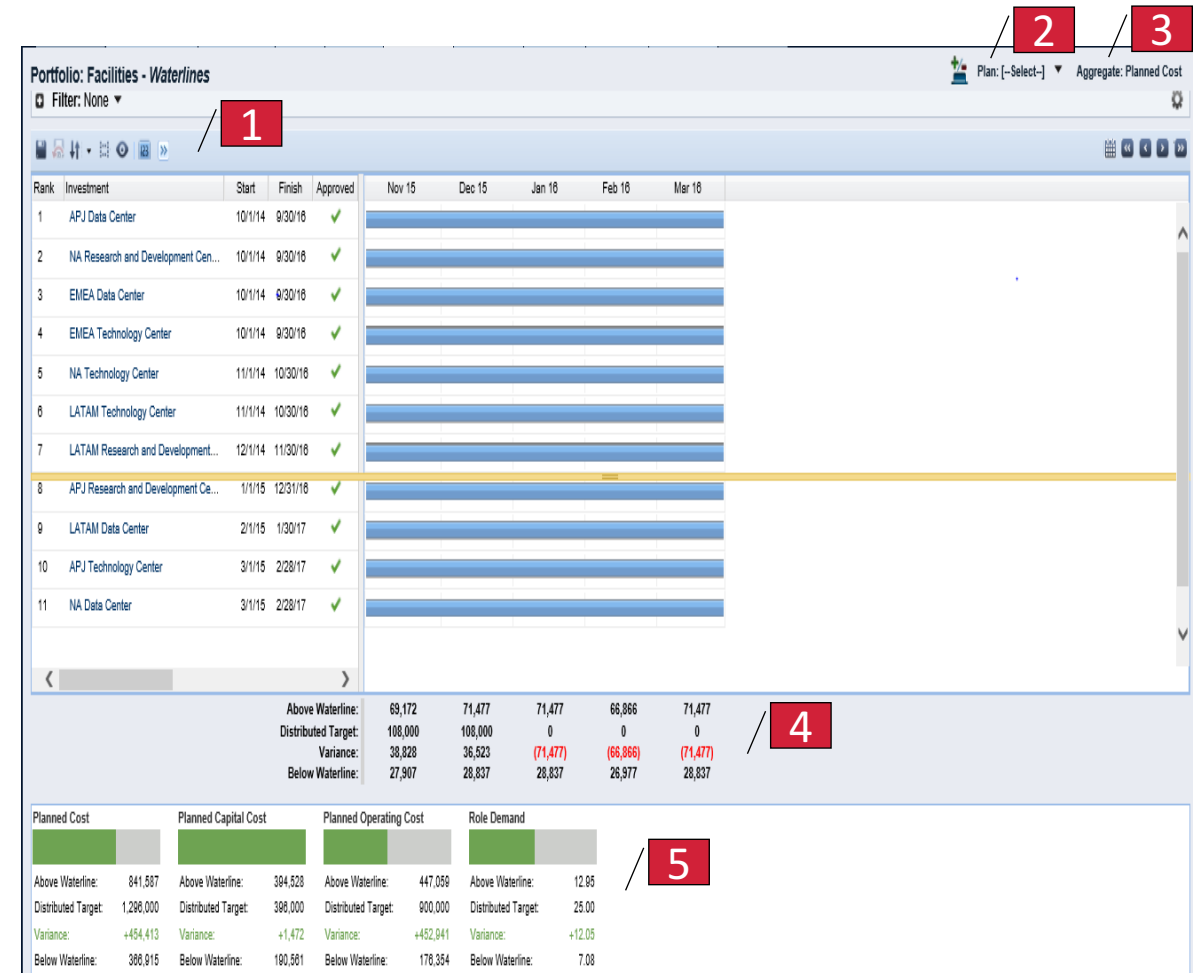 2 3
Portfolio: Facilities - Waterlines Plan: [--Select--] Aggregate: Planned Cost
Filter: None
1
Rank Investment Start Finish Approved Nov 15 Dec 15 Jan 16 Feb 16 Mar 16
1 APJ Data Center 10/1/14 9/30/16
2 NA Research and Development Cen... 10/1/14 9/30/16
3 EMEA Data Center 10/1/14 9/30/16
4 EMEA Technology Center 10/1/14 9/30/16
5 NA Technology Center 11/1/14 10/30/16
6 LATAM Technology Center 11/1/14 10/30/16
7 LATAM Research and Development... 12/1/14 11/30/16
8 APJ Research and Development Ce... 1/1/15 12/31/16
9 LATAM Data Center 2/1/15 1/30/17
10 APJ Technology Center 3/1/15 2/28/17
11 NA Data Center 3/1/15 2/28/17
Above Waterline: 69,172 71,477 71,477 66,866 71,477
Distributed Target: 108,000 108,000 0 0 0
Variance: 38,828 36,523 (71,477) (66,866) (71,477)
Below Waterline: 27,907 28,837 28,837 26,977 28,837
4
Planned Cost Planned Capital Cost Planned Operating Cost Role Demand
5
Above Waterline: 841,587 Above Waterline: 394,528 Above Waterline: 447,059 Above Waterline: 12.95
Distributed Target: 1,296,000 Distributed Target: 396,000 Distributed Target: 900,000 Distributed Target: 25.00
Variance: +454,413 Variance: +1,472 Variance: +452,941 Variance: +12.05
Below Waterline: 366,915 Below Waterline: 190,561 Below Waterline: 176,354 Below Waterline: 7.08